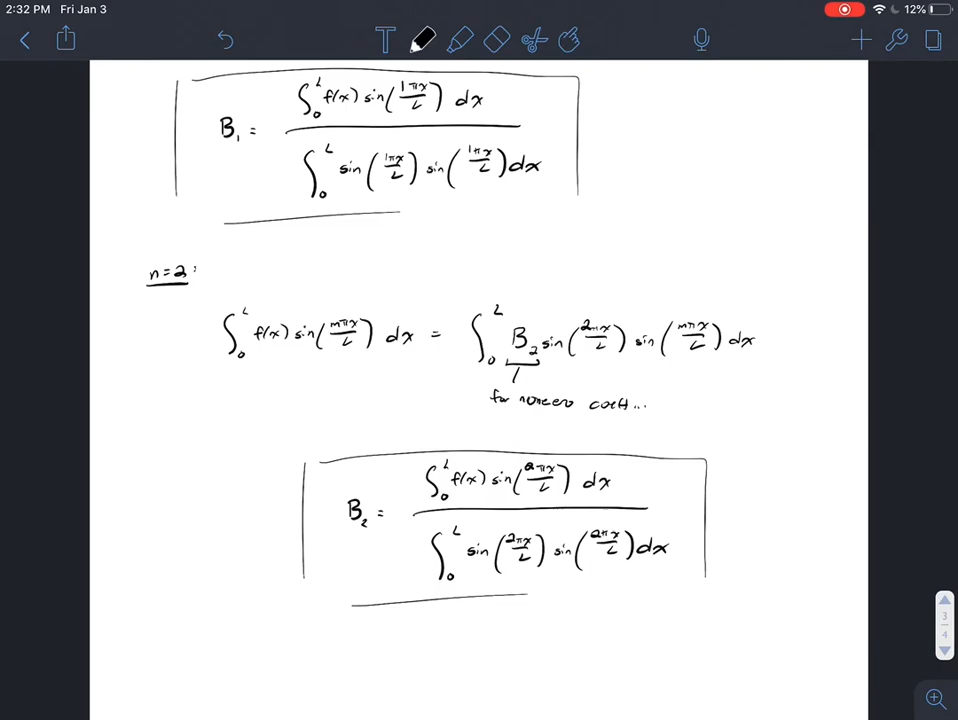 2:32 PM Fri Jan 3 12%
B₁ = ∫₀ᴸ f(x) sin(1πx/L) dx / ∫₀ᴸ sin(1πx/L) sin(1πx/L) dx
n=2:
∫₀ᴸ f(x) sin(mπx/L) dx = ∫₀ᴸ B₂ sin(2πx/L) sin(mπx/L) dx
for nonzero coeff...
B₂ = ∫₀ᴸ f(x) sin(2πx/L) dx / ∫₀ᴸ sin(2πx/L) sin(2πx/L) dx
3
4